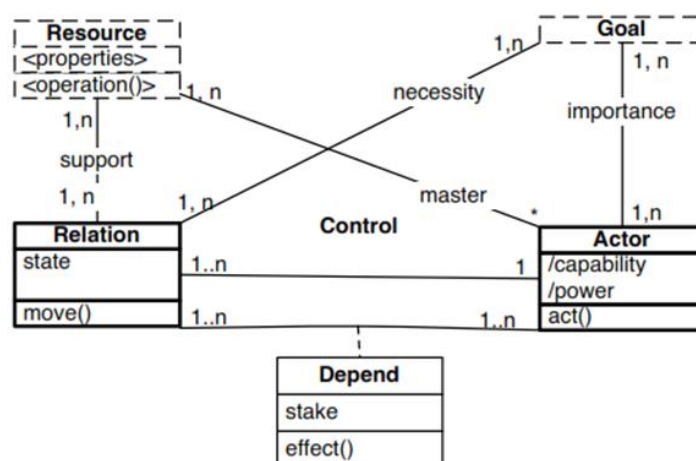 Resource
<properties>
<operation()>
Goal
1,n
1, n
1, n
necessity
importance
1,n
support
1, n
1, n
master
*
1,n
Relation
state
move()
Control
1..n
1
1..n
1..n
Actor
/capability
/power
act()
Depend
stake
effect()